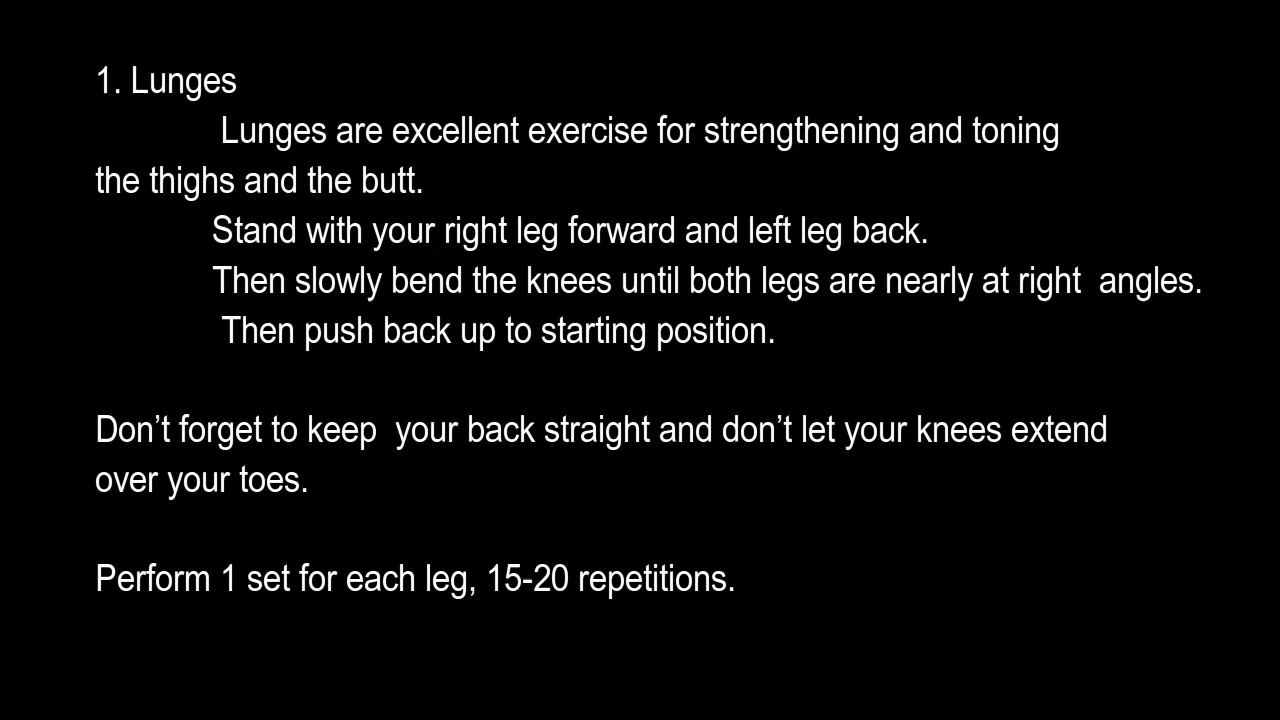 1. Lunges
Lunges are excellent exercise for strengthening and toning
the thighs and the butt.
Stand with your right leg forward and left leg back.
Then slowly bend the knees until both legs are nearly at right  angles.
Then push back up to starting position.
Don’t forget to keep  your back straight and don’t let your knees extend
over your toes.
Perform 1 set for each leg, 15-20 repetitions.